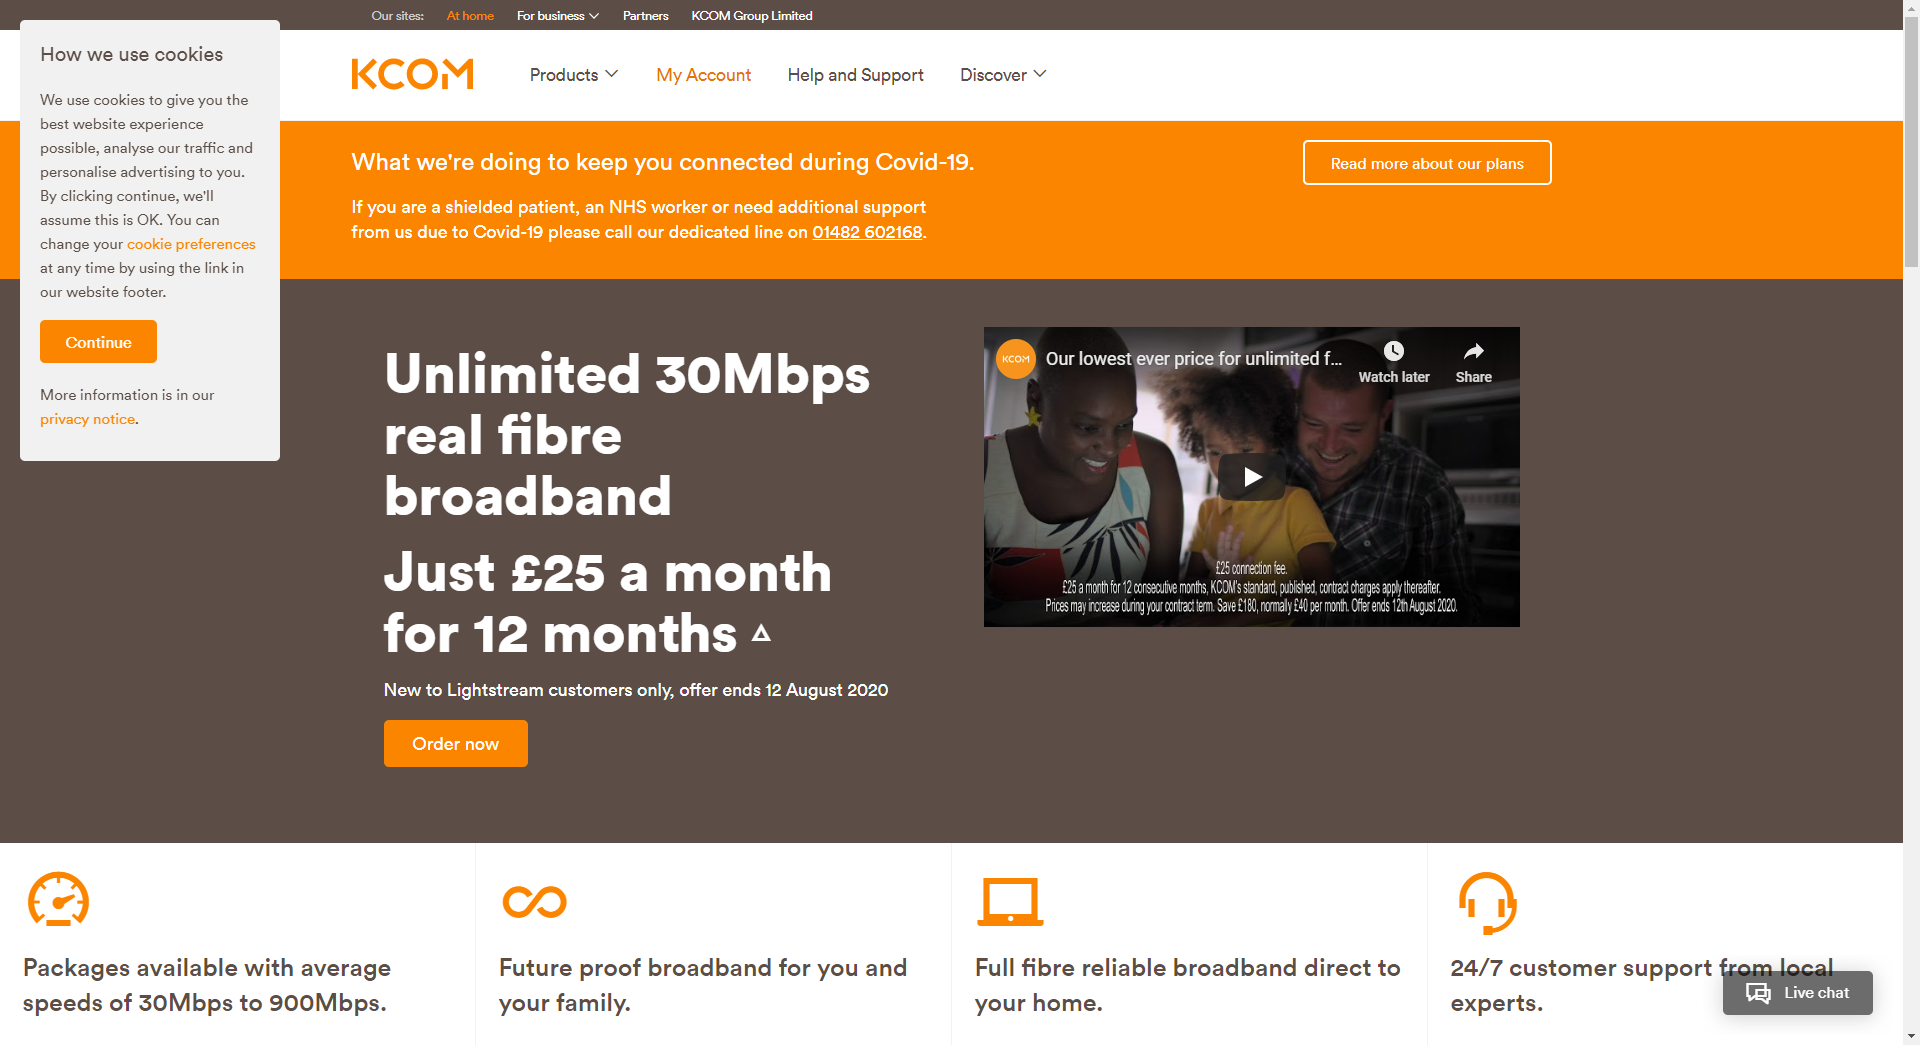 Our sites: At home For business Partners KCOM Group Limited
How we use cookies
We use cookies to give you the
best website experience
possible, analyse our traffic and
personalise advertising to you.
By clicking continue, we'll
assume this is OK. You can
change your cookie preferences
at any time by using the link in
our website footer.
Continue
More information is in our
privacy notice.
KCOM Products My Account Help and Support Discover
What we're doing to keep you connected during Covid-19.
If you are a shielded patient, an NHS worker or need additional support
from us due to Covid-19 please call our dedicated line on 01482 602168.
Read more about our plans
Unlimited 30Mbps
real fibre
broadband
Just £25 a month
for 12 months
New to Lightstream customers only, offer ends 12 August 2020
Order now
KCOM Our lowest ever price for unlimited f...
Watch later Share
£25 connection fee.
£25 a month for 12 consecutive months, KCOM's standard, published, contract charges apply thereafter.
Prices may increase during your contract term. Save £180, normally £40 per month. Offer ends 12th August 2020.
Packages available with average
speeds of 30Mbps to 900Mbps.
Future proof broadband for you and
your family.
Full fibre reliable broadband direct to
your home.
24/7 customer support from local
experts.
Live chat